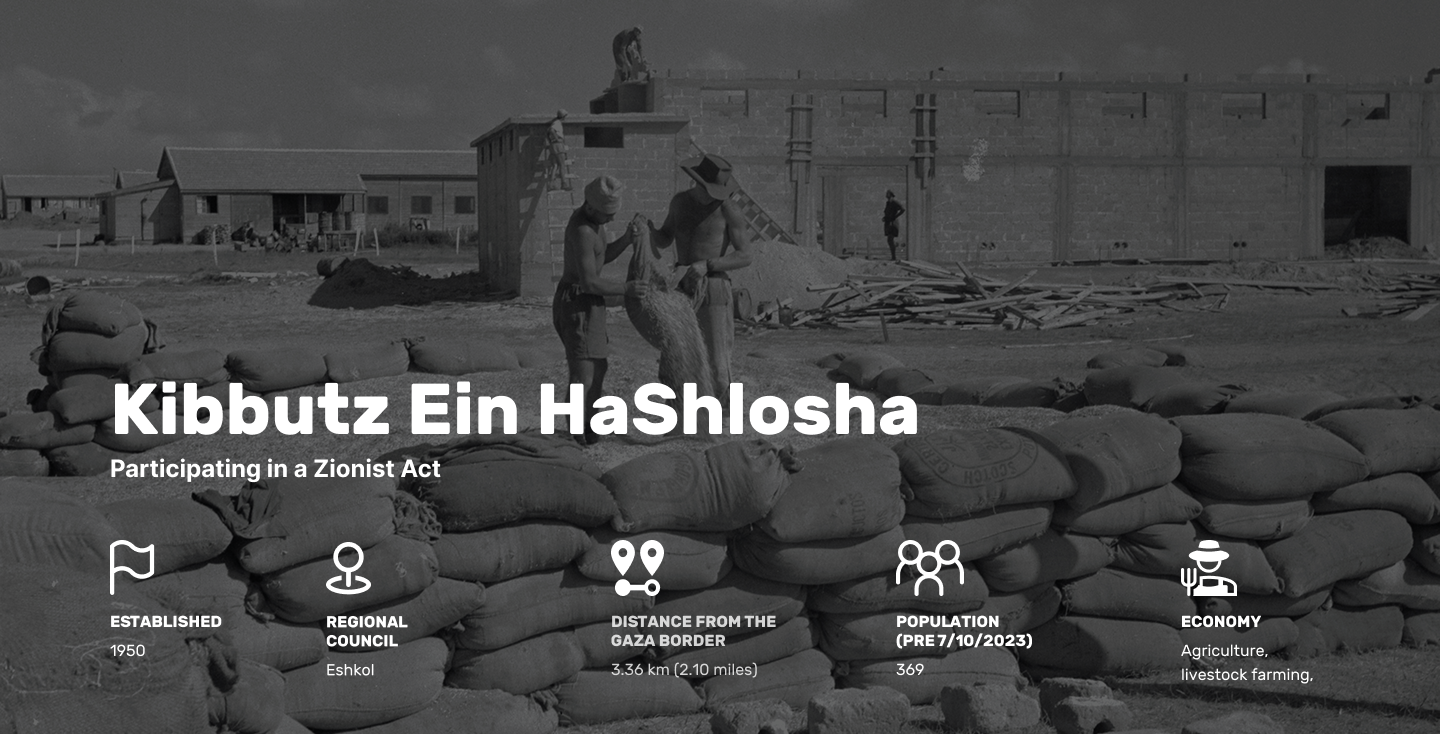 Kibbutz Ein HaShlosha
Participating in a Zionist Act
ESTABLISHED
1950
REGIONAL
COUNCIL
Eshkol
DISTANCE FROM THE
GAZA BORDER
3.36 km (2.10 miles)
POPULATION
(PRE 7/10/2023)
369
ECONOMY
Agriculture,
livestock farming,
SCOTCH